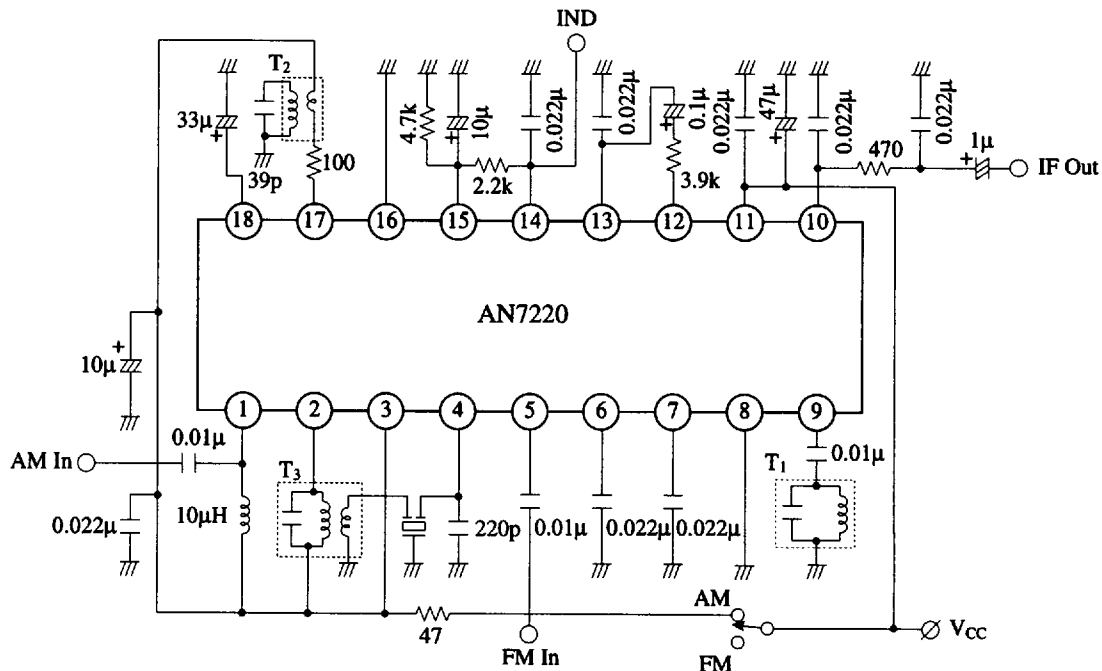 IND
T2
33μ
39p
100
4.7k
10μ
2.2k
0.022μ
0.022μ
0.1μ
3.9k
0.022μ
47μ
0.022μ
470
0.022μ
1μ
IF Out
18
17
16
15
14
13
12
11
10
AN7220
10μ
1
2
3
4
5
6
7
8
9
AM In
0.01μ
0.022μ
10μH
T3
220p
0.01μ
0.022μ
0.022μ
T1
0.01μ
47
FM In
AM
FM
VCC
+
+
+
+
+
+